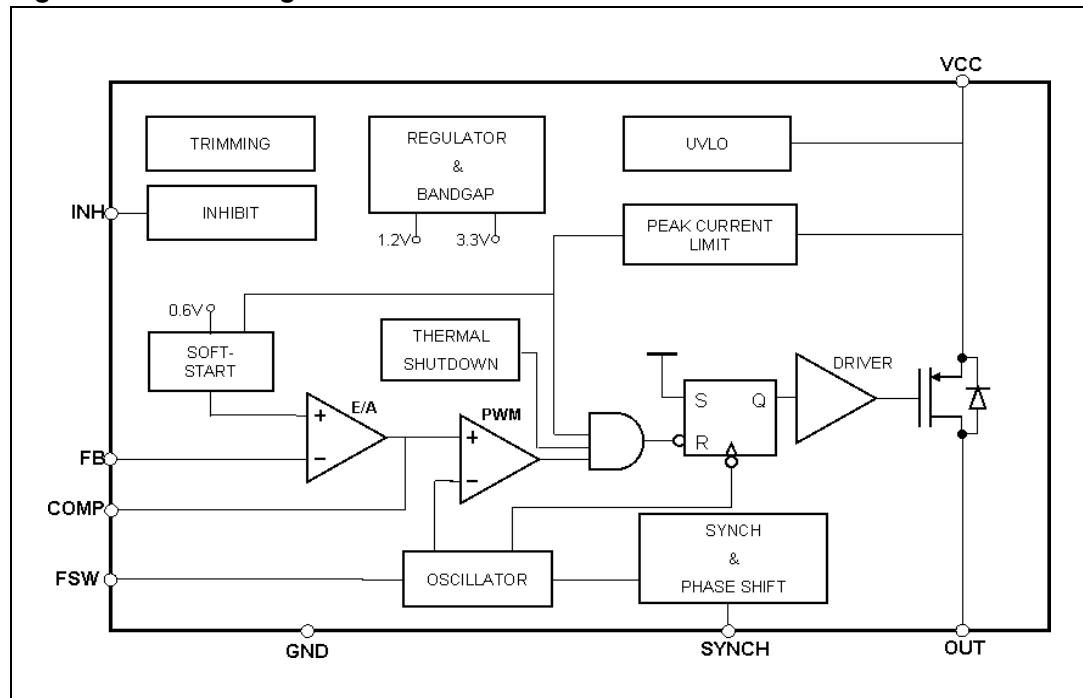 VCC
TRIMMING
REGULATOR
&
BANDGAP
UVLO
INH
INHIBIT
1.2V
3.3V
PEAK CURRENT
LIMIT
0.6V
SOFT-
START
THERMAL
SHUTDOWN
DRIVER
E/A
PWM
S
Q
R
+
−
+
−
FB
COMP
FSW
OSCILLATOR
SYNCH
&
PHASE SHIFT
GND
SYNCH
OUT